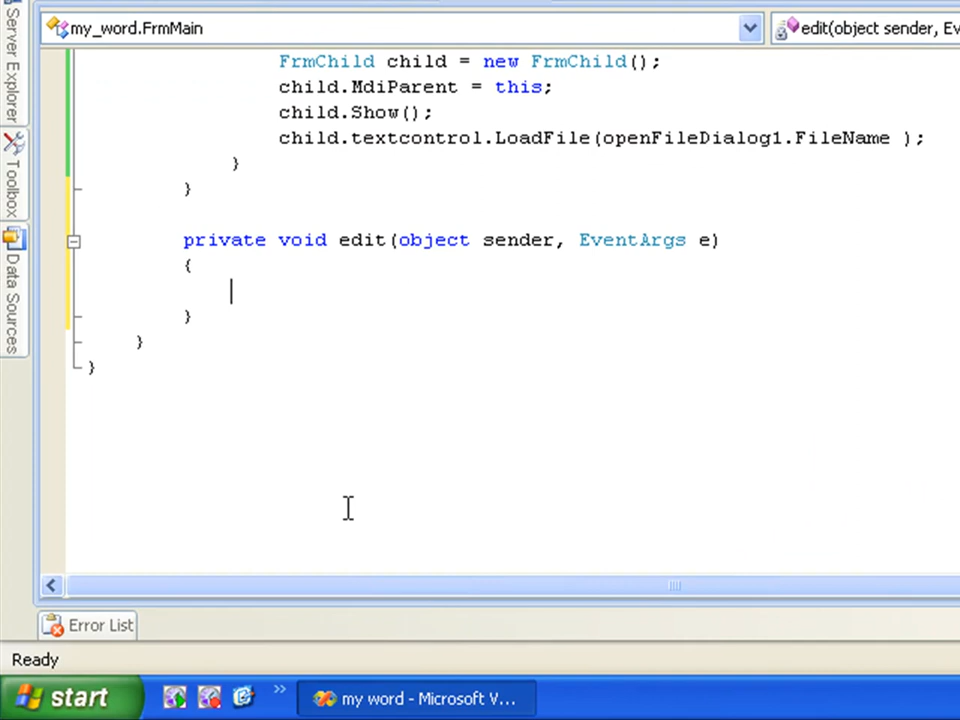 my_word.FrmMain
edit(object sender, Ev
Server Explorer
Toolbox
Data Sources
FrmChild child = new FrmChild();
child.MdiParent = this;
child.Show();
child.textcontrol.LoadFile(openFileDialog1.FileName );
}
}
private void edit(object sender, EventArgs e)
{
}
}
}
Error List
Ready
start
my word - Microsoft V...